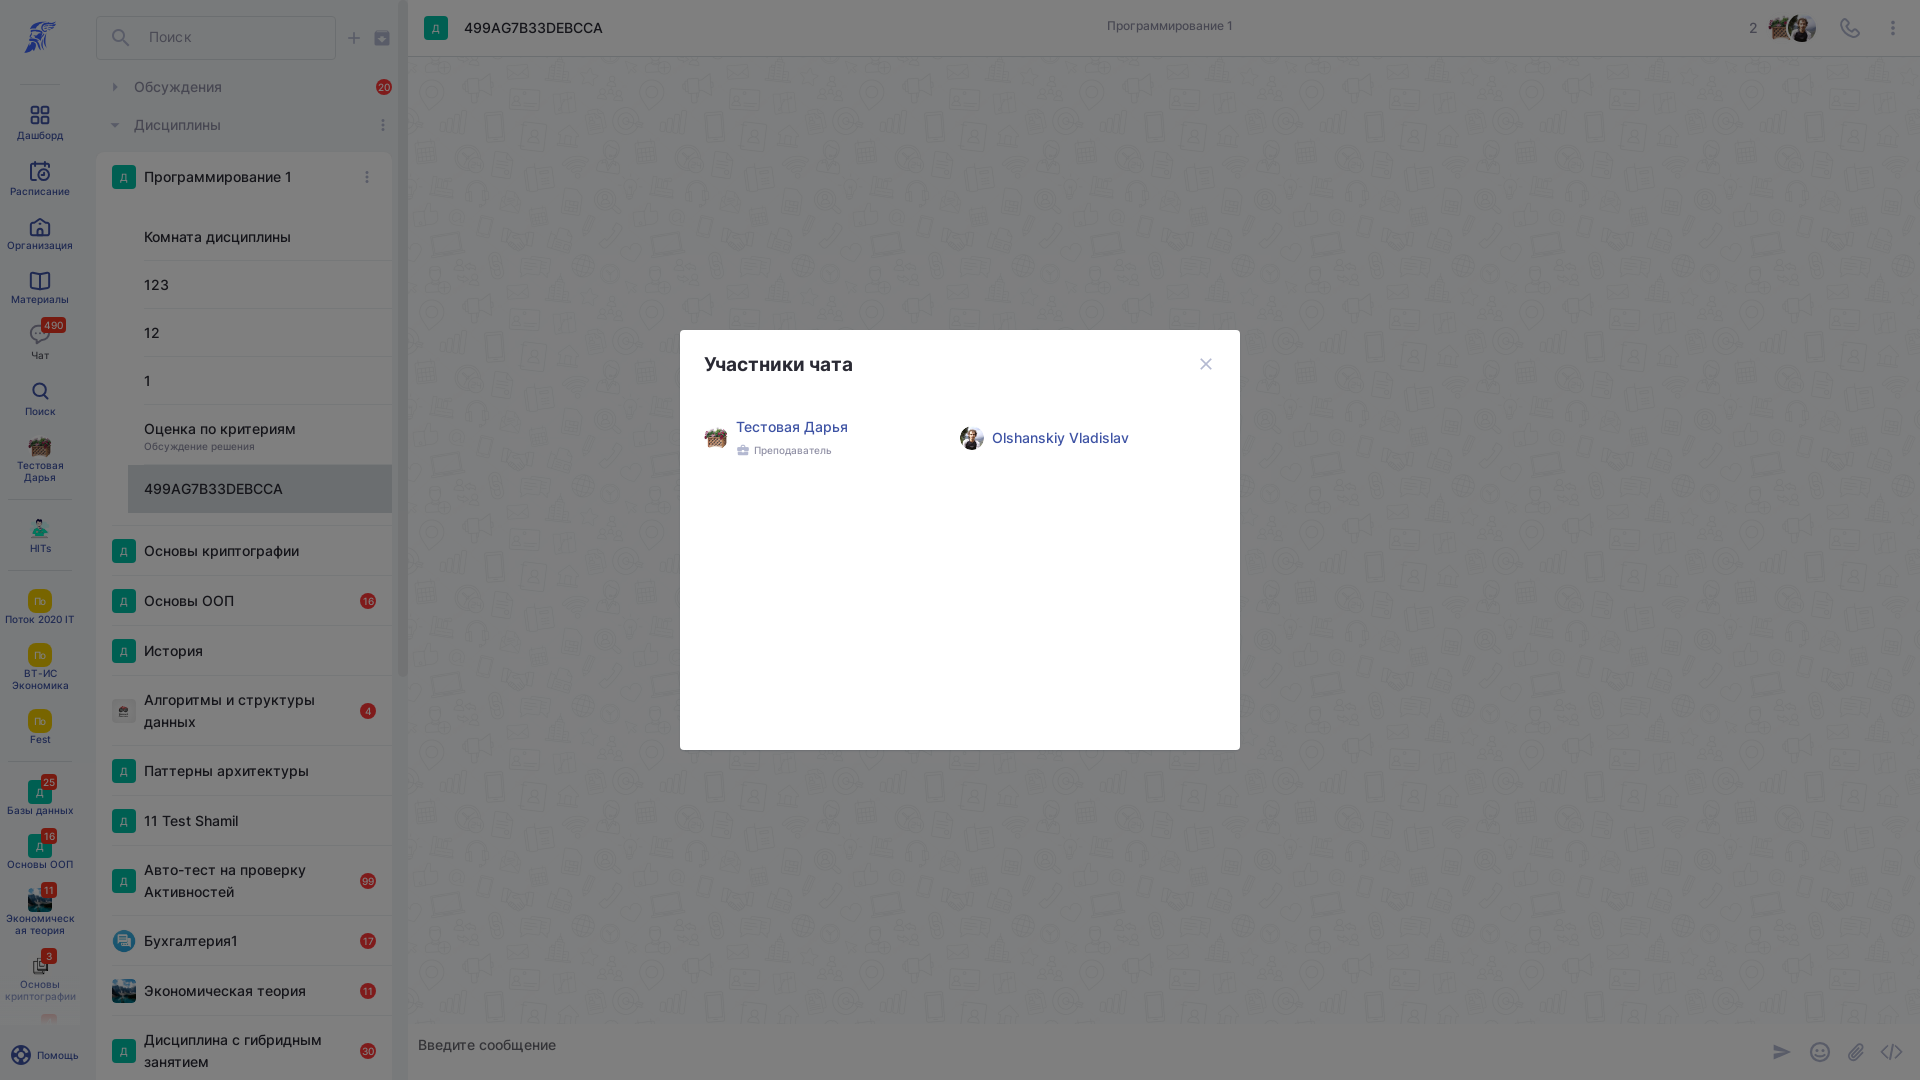 Дашборд
Расписание
Организация
Материалы
490
Чат
Поиск
Тестовая
Дарья
HITs
По
Поток 2020 IT
По
ВТ-ИС
Экономика
По
Fest
25
Д
Базы данных
16
Д
Основы ООП
11
Экономическ
ая теория
3
Основы
криптографии
Помощь
Поиск
Обсуждения
20
Дисциплины
Д
Программирование 1
Комната дисциплины
123
12
1
Оценка по критериям
Обсуждение решения
499AG7B33DEBCCA
Д
Основы криптографии
Д
Основы ООП
16
Д
История
Алгоритмы и структуры
данных
4
Д
Паттерны архитектуры
Д
11 Test Shamil
Д
Авто-тест на проверку
Активностей
99
Бухгалтерия1
17
Экономическая теория
11
Д
Дисциплина с гибридным
занятием
30
Д
499AG7B33DEBCCA
Программирование 1
2
Участники чата
Тестовая Дарья
Преподаватель
Olshanskiy Vladislav
Введите сообщение